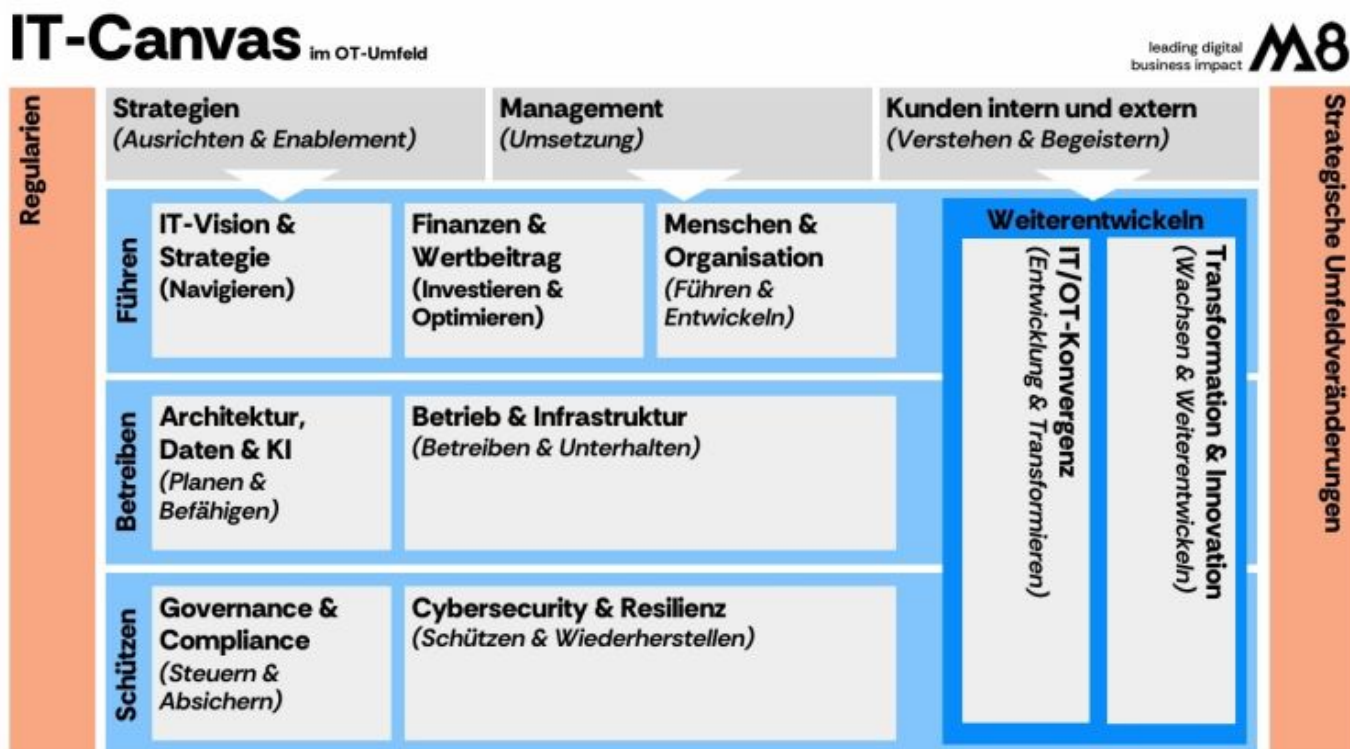 IT-Canvas im OT-Umfeld
leading digital
business impact
M8
Regularien
Strategien
(Ausrichten & Enablement)
Management
(Umsetzung)
Kunden intern und extern
(Verstehen & Begeistern)
Strategische Umfeldveränderungen
Führen
IT-Vision &
Strategie
(Navigieren)
Finanzen &
Wertbeitrag
(Investieren &
Optimieren)
Menschen &
Organisation
(Führen &
Entwickeln)
Weiterentwickeln
IT/OT-Konvergenz
(Entwicklung & Transformieren)
Transformation & Innovation
(Wachsen & Weiterentwickeln)
Betreiben
Architektur,
Daten & KI
(Planen &
Befähigen)
Betrieb & Infrastruktur
(Betreiben & Unterhalten)
Schützen
Governance &
Compliance
(Steuern &
Absichern)
Cybersecurity & Resilienz
(Schützen & Wiederherstellen)